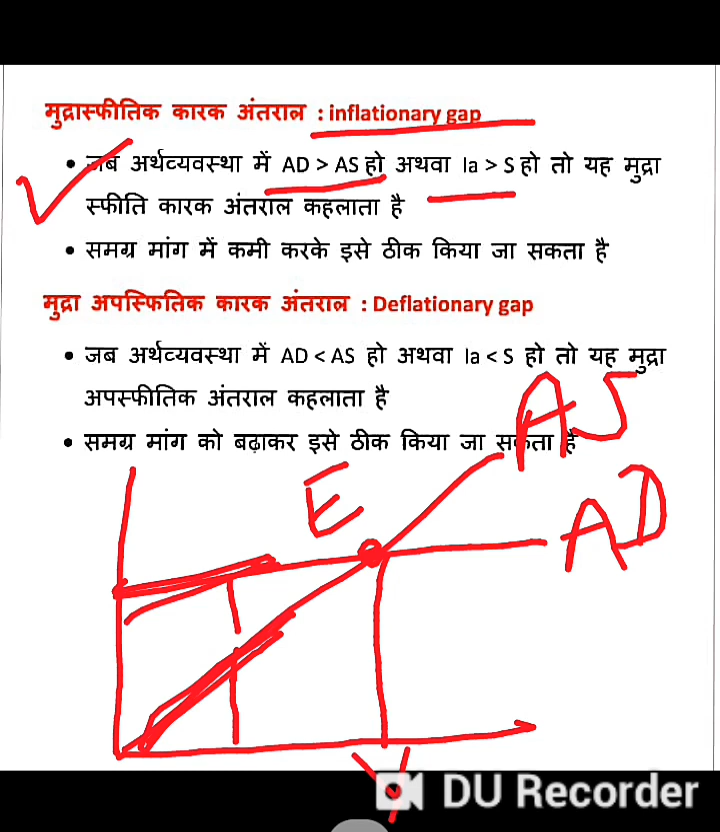 मुद्रास्फीतिक कारक अंतराल : inflationary gap
• जब अर्थव्यवस्था में AD > AS हो अथवा Ia > S हो तो यह मुद्रा
स्फीति कारक अंतराल कहलाता है
• समग्र मांग में कमी करके इसे ठीक किया जा सकता है
मुद्रा अपस्फितिक कारक अंतराल : Deflationary gap
• जब अर्थव्यवस्था में AD < AS हो अथवा Ia < S हो तो यह मुद्रा
अपस्फीतिक अंतराल कहलाता है
• समग्र मांग को बढ़ाकर इसे ठीक किया जा सकता है
AS
E
AD
Y
DU Recorder